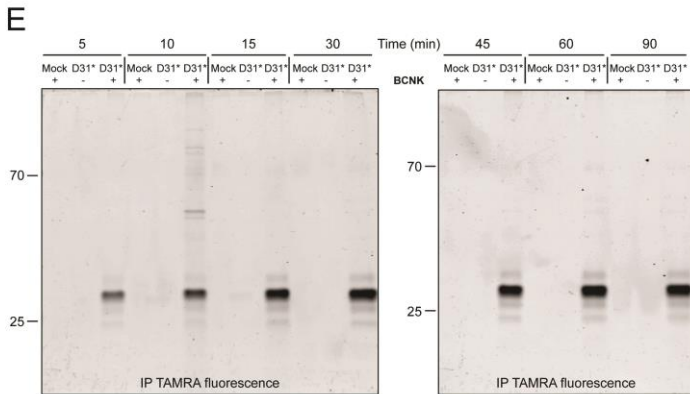 E
5 10 15 30 Time (min) 45 60 90
Mock D31* D31* Mock D31* D31* Mock D31* D31* Mock D31* D31* Mock D31* D31* Mock D31* D31* Mock D31* D31*
+ - + + - + + - + + - + BCNK + - + + - + + - +
70 70
25 25
IP TAMRA fluorescence IP TAMRA fluorescence